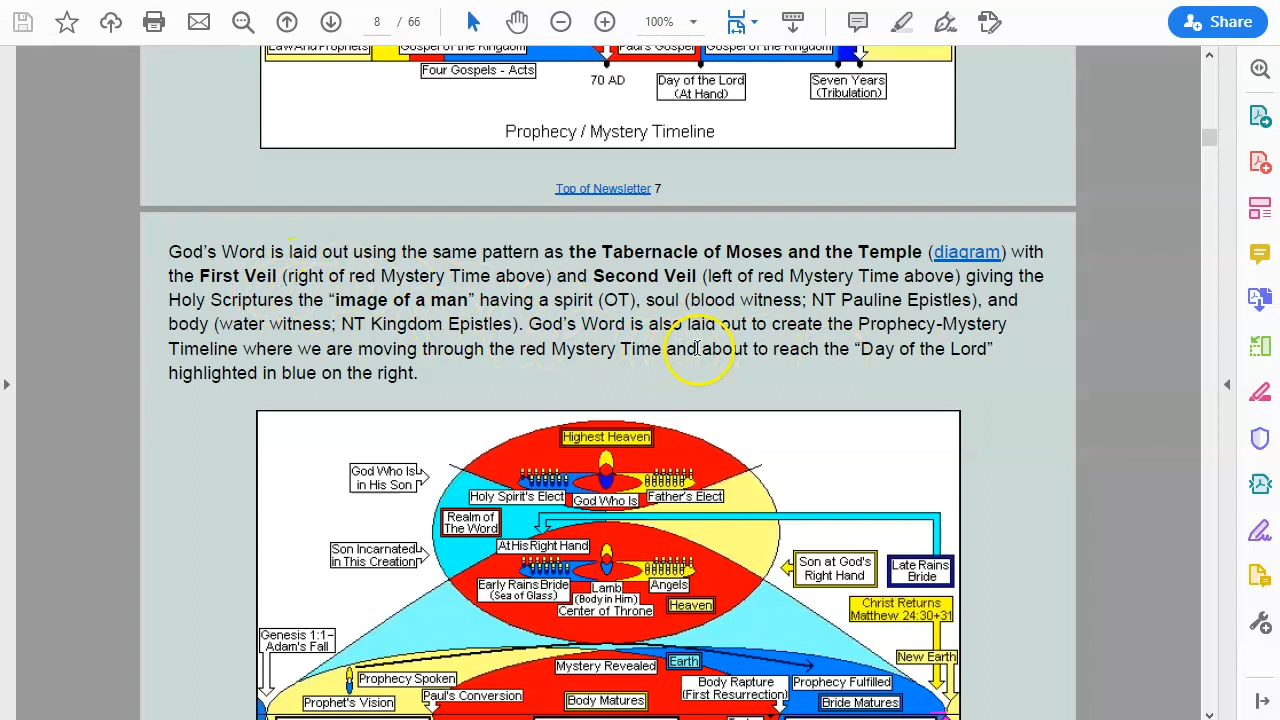 8 / 66
100%
Share
LawAndProphets
Gospel of the Kingdom
Paul's Gospel
Gospel of the Kingdom
Four Gospels - Acts
70 AD
Day of the Lord
(At Hand)
Seven Years
(Tribulation)
Prophecy / Mystery Timeline
Top of Newsletter 7
God's Word is laid out using the same pattern as the Tabernacle of Moses and the Temple (diagram) with
the First Veil (right of red Mystery Time above) and Second Veil (left of red Mystery Time above) giving the
Holy Scriptures the “image of a man” having a spirit (OT), soul (blood witness; NT Pauline Epistles), and
body (water witness; NT Kingdom Epistles). God's Word is also laid out to create the Prophecy-Mystery
Timeline where we are moving through the red Mystery Time and about to reach the “Day of the Lord”
highlighted in blue on the right.
Highest Heaven
God Who Is
in His Son
Holy Spirit's Elect
God Who Is
Father's Elect
Realm of
The Word
At His Right Hand
Son Incarnated
in This Creation
Early Rains Bride
(Sea of Glass)
Lamb
(Body in Him)
Center of Throne
Angels
Heaven
Son at God's
Right Hand
Late Rains
Bride
Christ Returns
Matthew 24:30+31
Genesis 1:1-
Adam's Fall
New Earth
Mystery Revealed
Earth
Prophecy Spoken
Body Rapture
(First Resurrection)
Prophecy Fulfilled
Prophet's Vision
Paul's Conversion
Body Matures
Bride Matures